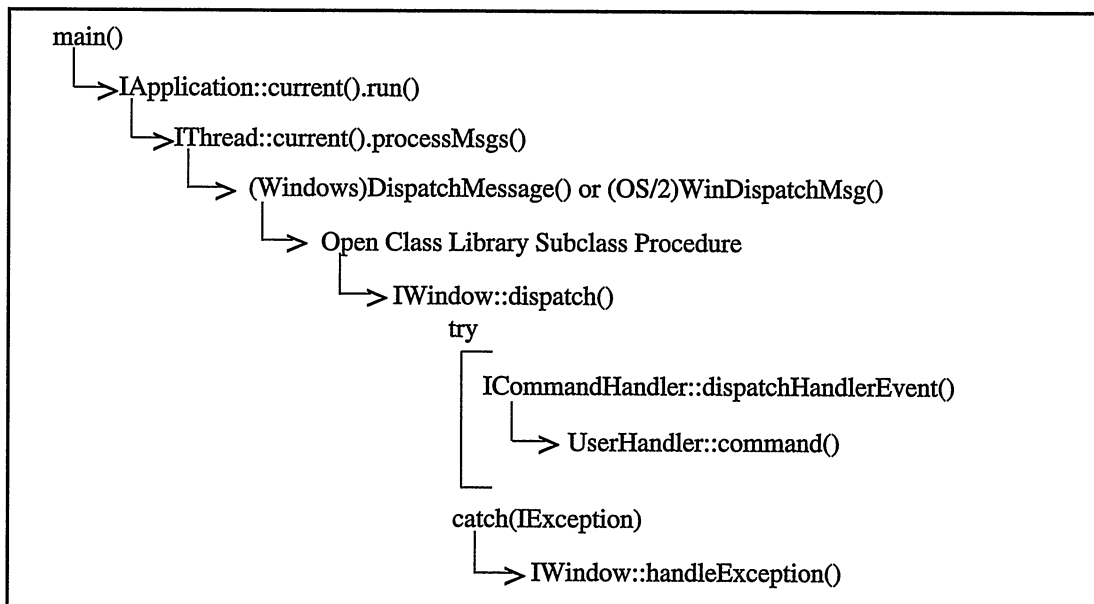 main()
IApplication::current().run()
IThread::current().processMsgs()
(Windows)DispatchMessage() or (OS/2)WinDispatchMsg()
Open Class Library Subclass Procedure
IWindow::dispatch()
try
ICommandHandler::dispatchHandlerEvent()
UserHandler::command()
catch(IException)
IWindow::handleException()